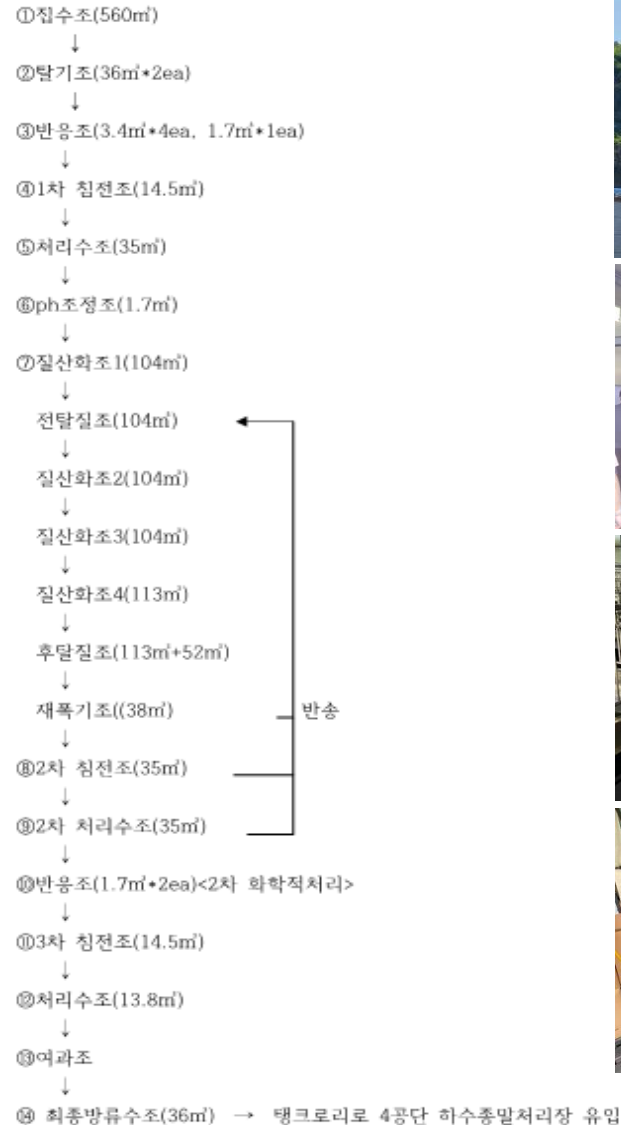 ①집수조(560㎥)
↓
②탈기조(36㎥*2ea)
↓
③반응조(3.4㎥*4ea, 1.7㎥*1ea)
↓
④1차 침전조(14.5㎥)
↓
⑤처리수조(35㎥)
↓
⑥ph조정조(1.7㎥)
↓
⑦질산화조1(104㎥)
↓
전탈질조(104㎥)
↓
질산화조2(104㎥)
↓
질산화조3(104㎥)
↓
질산화조4(113㎥)
↓
후탈질조(113㎥+52㎥)
↓
재폭기조((38㎥) 반송
↓
⑧2차 침전조(35㎥)
↓
⑨2차 처리수조(35㎥)
↓
⑩반응조(1.7㎥*2ea)<2차 화학적처리>
↓
⑪3차 침전조(14.5㎥)
↓
⑫처리수조(13.8㎥)
↓
⑬여과조
↓
⑭ 최종방류수조(36㎥) → 탱크로리로 4공단 하수종말처리장 유입